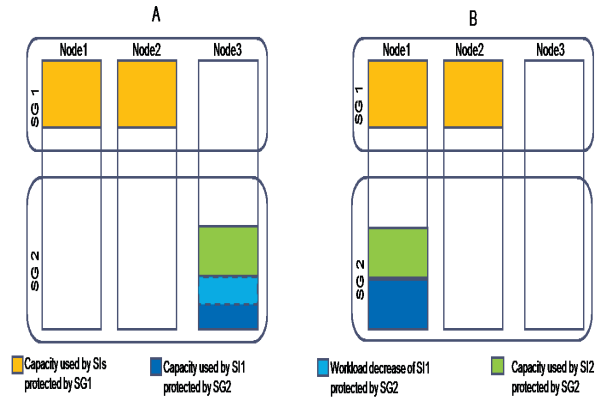 A
B
Node1 Node2 Node3
Node1 Node2 Node3
SG 1
SG 1
SG 2
SG 2
Capacity used by SIs
protected by SG1
Capacity used by SI1
protected by SG2
Workload decrease of SI1
protected by SG2
Capacity used by SI2
protected by SG2